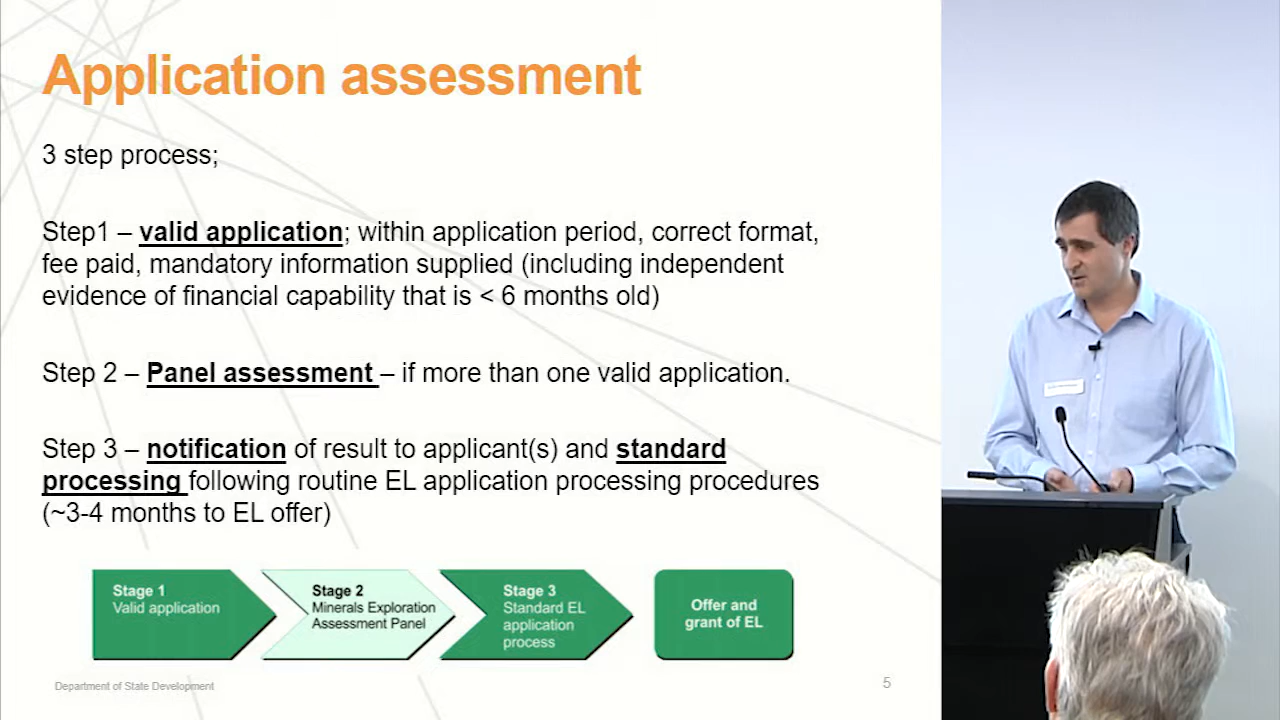 Application assessment
3 step process;
Step1 – valid application; within application period, correct format,
fee paid, mandatory information supplied (including independent
evidence of financial capability that is < 6 months old)
Step 2 – Panel assessment – if more than one valid application.
Step 3 – notification of result to applicant(s) and standard
processing following routine EL application processing procedures
(~3-4 months to EL offer)
Stage 1
Valid application
Stage 2
Minerals Exploration
Assessment Panel
Stage 3
Standard EL
application
process
Offer and
grant of EL
Department of State Development
5